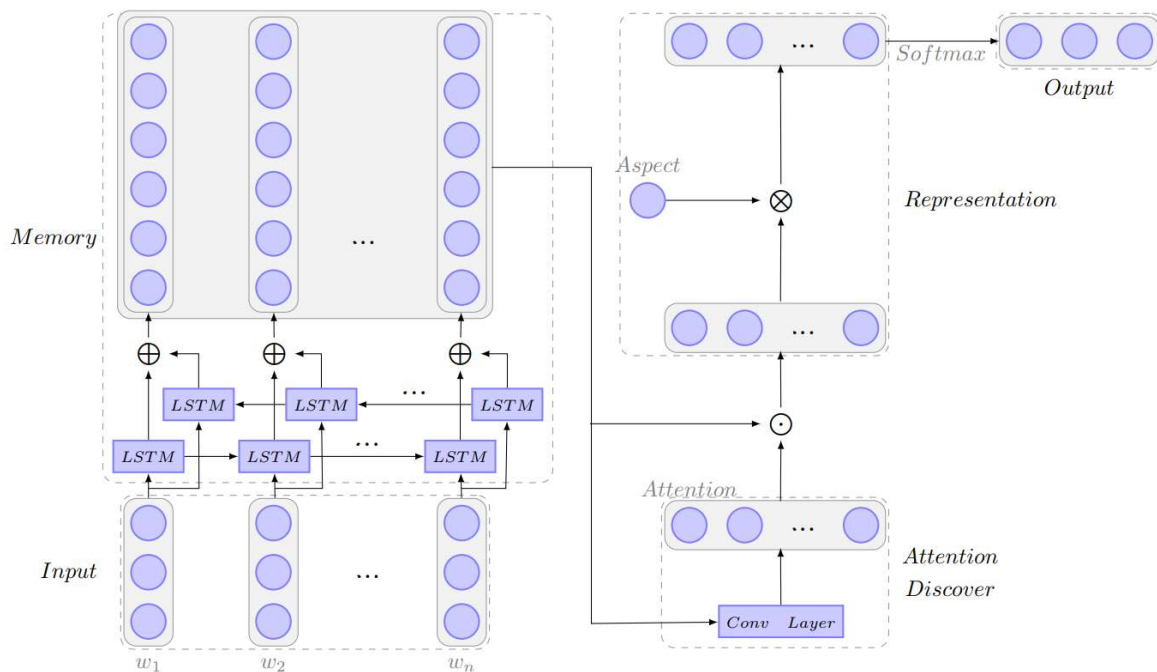 Softmax
Output
Aspect
Representation
Memory
...
...
...
LSTM
LSTM
LSTM
...
LSTM
LSTM
...
LSTM
...
Attention
...
Attention
Discover
Input
...
Conv Layer
w1
w2
wn